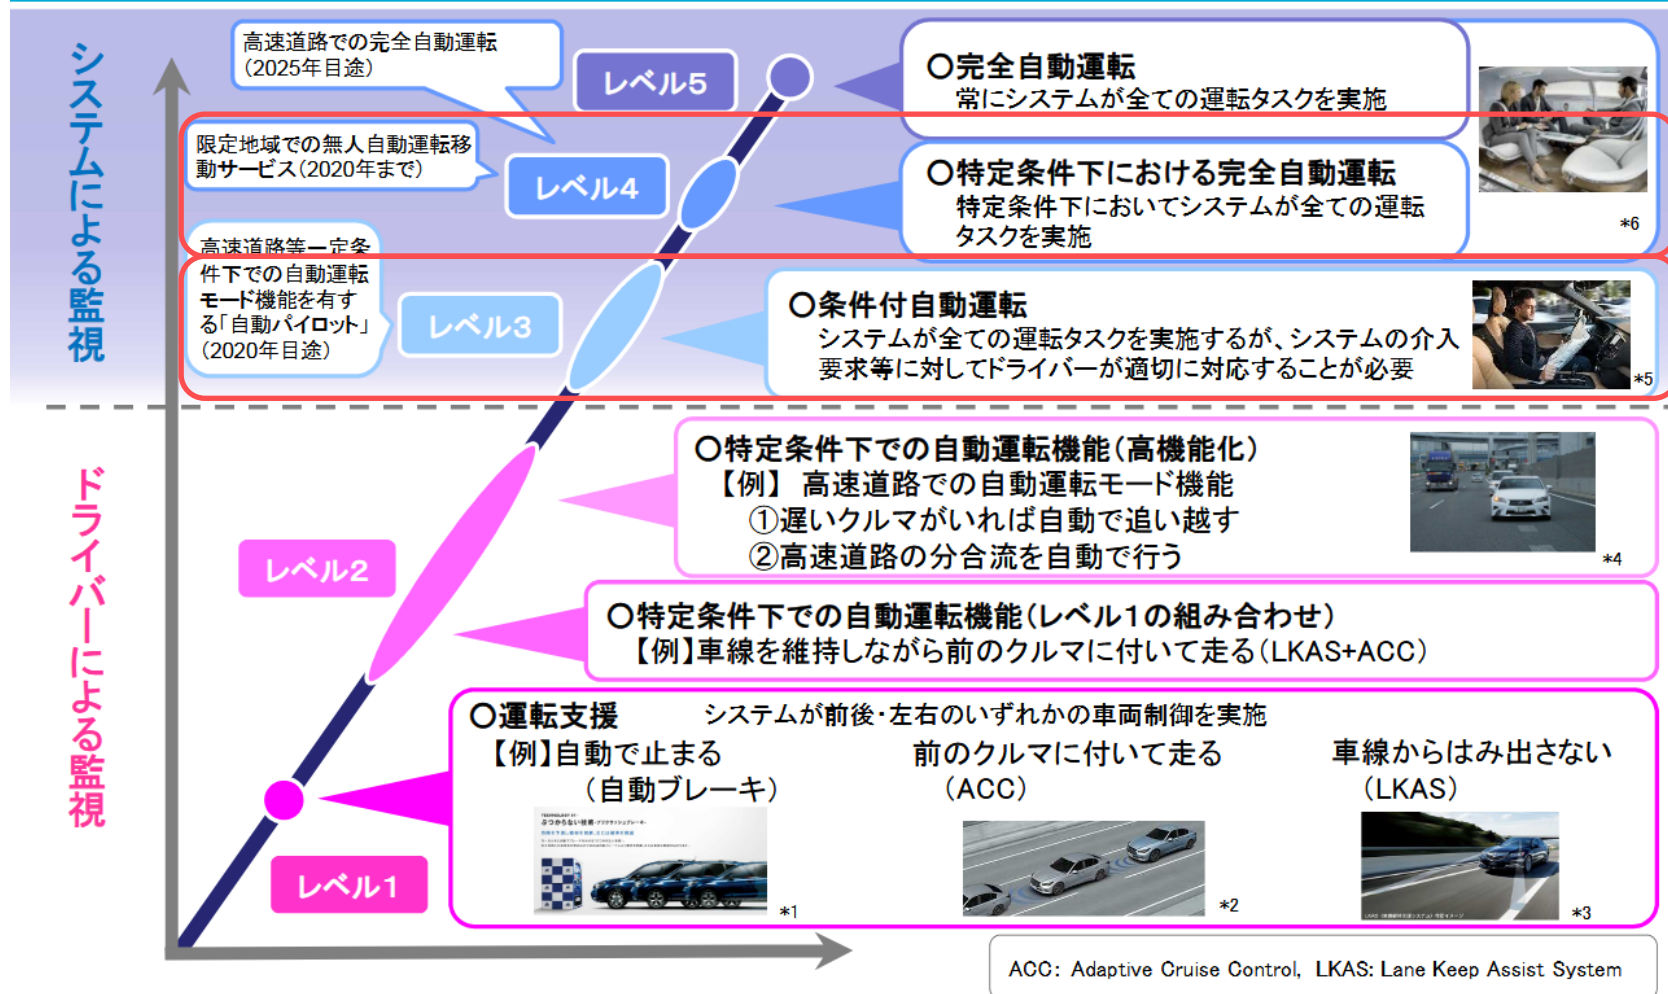 システムによる監視
高速道路での完全自動運転
（2025年目途）
レベル5
○完全自動運転
常にシステムが全ての運転タスクを実施
限定地域での無人自動運転移
動サービス（2020年まで）
レベル4
○特定条件下における完全自動運転
特定条件下においてシステムが全ての運転
タスクを実施
*6
高速道路等一定条
件下での自動運転
モード機能を有す
る「自動パイロット」
（2020年目途）
レベル3
○条件付自動運転
システムが全ての運転タスクを実施するが、システムの介入
要求等に対してドライバーが適切に対応することが必要
*5
ドライバーによる監視
○特定条件下での自動運転機能（高機能化）
【例】 高速道路での自動運転モード機能
①遅いクルマがいれば自動で追い越す
②高速道路の分合流を自動で行う
*4
レベル2
○特定条件下での自動運転機能（レベル1の組み合わせ）
【例】車線を維持しながら前のクルマに付いて走る（LKAS+ACC）
○運転支援 システムが前後・左右のいずれかの車両制御を実施
【例】自動で止まる
（自動ブレーキ）
前のクルマに付いて走る
（ACC）
車線からはみ出さない
（LKAS）
レベル1
ぶつからない技術
*1
*2
*3
ACC: Adaptive Cruise Control, LKAS: Lane Keep Assist System